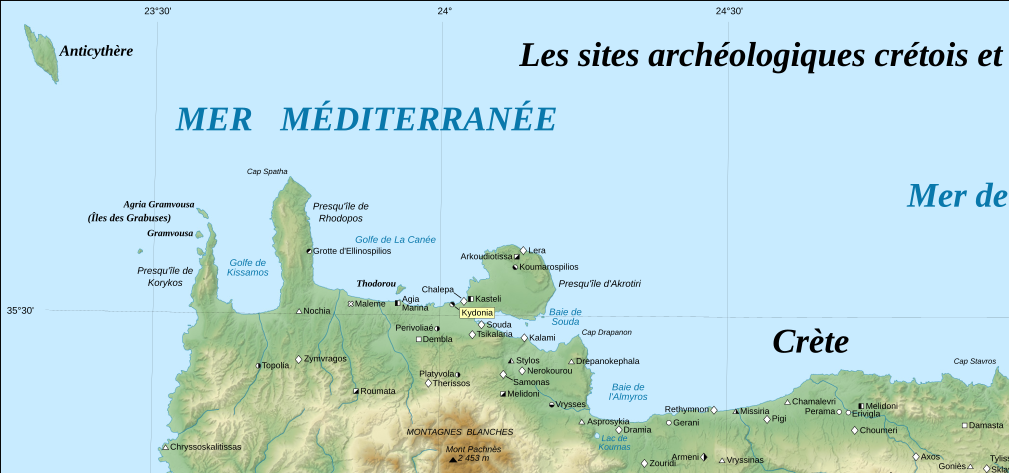 23°30'
24°
24°30'
Anticythère
Les sites archéologiques crétois et
MER MÉDITERRANÉE
Cap Spatha
Mer de
Agria Gramvousa
(Îles des Grabuses)
Gramvousa
Presqu'île de
Rhodopos
Golfe de La Canée
Grotte d'Ellinospilios
Lera
Arkoudiotissa
Koumarospilios
Golfe de
Kissamos
Presqu'île de
Korykos
Thodorou
Presqu'île d'Akrotiri
Chalepa
Kasteli
Maleme
Agia
Marina
Kydonia
35°30'
Nochia
Baie de
Souda
Perivoliaé
Souda
Tsikalaria
Dembla
Kalami
Cap Drapanon
Crète
Topolia
Zymvragos
Stylos
Drepanokephala
Nerokourou
Cap Stavros
Platyvola
Therissos
Samonas
Roumata
Melidoni
Baie de
l'Almyros
Vrysses
Rethymnon
Missiria
Chamalevri
Perama
Melidoni
Envigla
Pigi
Asprosykia
Gerani
Dramia
Choumeri
Damasta
MONTAGNES BLANCHES
Lac de
Kournas
Chryssoskalitissas
Mont Pachnès
2 453 m
Zouridi
Armeni
Vryssinas
Axos
Goniès
Tylis
Skla